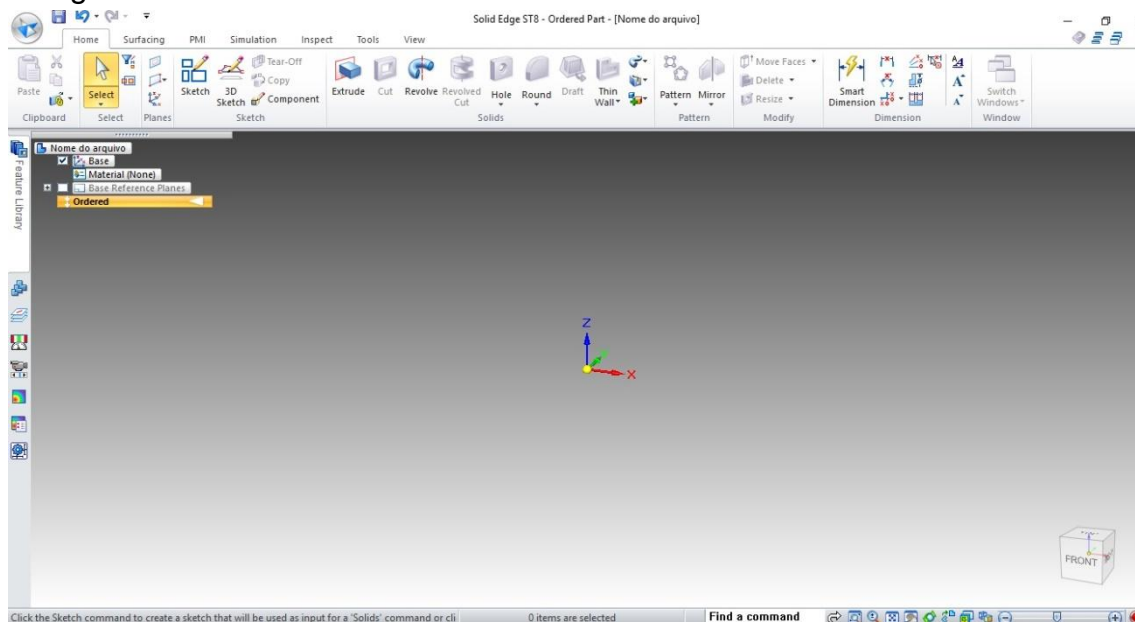 Solid Edge ST8 - Ordered Part - [Nome do arquivo]
Home Surfacing PMI Simulation Inspect Tools View
Paste
Clipboard
Select
Select
Planes
Sketch
3D Sketch
Tear-Off
Copy
Component
Sketch
Extrude
Cut
Revolve
Revolved Cut
Hole
Round
Draft
Thin Wall
Solids
Pattern
Mirror
Pattern
Move Faces
Delete
Resize
Modify
Smart Dimension
Dimension
Switch Windows
Window
Feature Library
Nome do arquivo
Base
Material (None)
Base Reference Planes
Ordered
Z
X
FRONT
Click the Sketch command to create a sketch that will be used as input for a 'Solids' command or cli
0 items are selected
Find a command